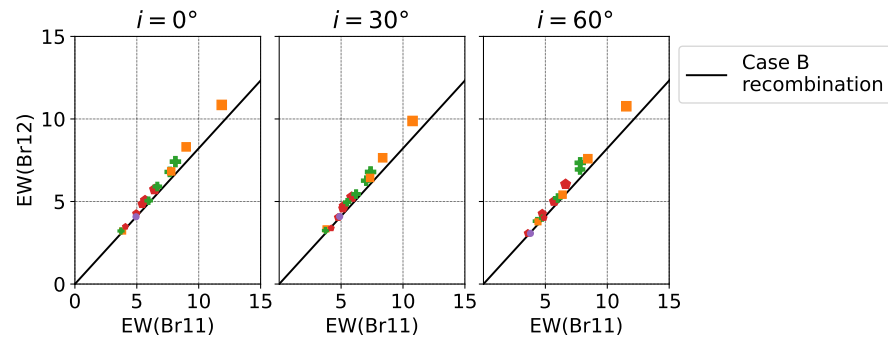 i = 0°
i = 30°
i = 60°
Case B
recombination
EW(Br12)
15
10
5
0
0 5 10 15
5 10 15
5 10 15
EW(Br11)
EW(Br11)
EW(Br11)